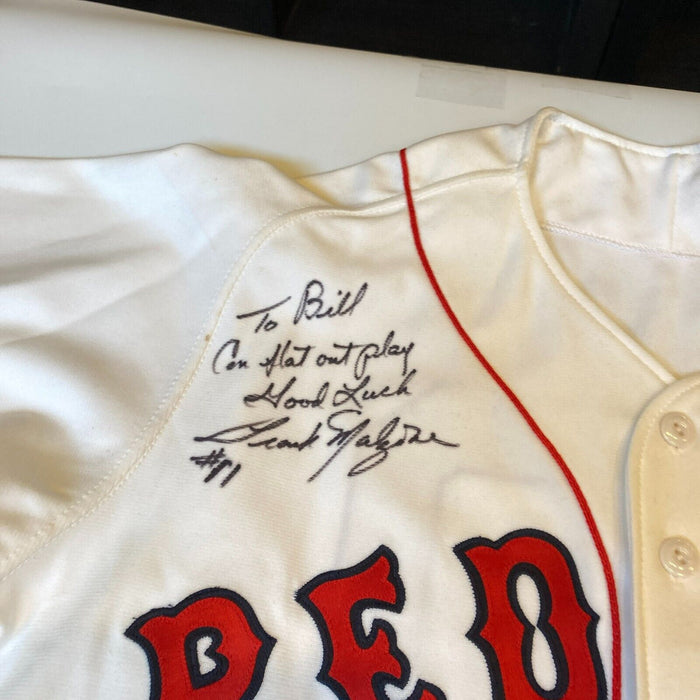 To Bill
Can flat out play
Good Luck
Frank Malzone
#11
RED